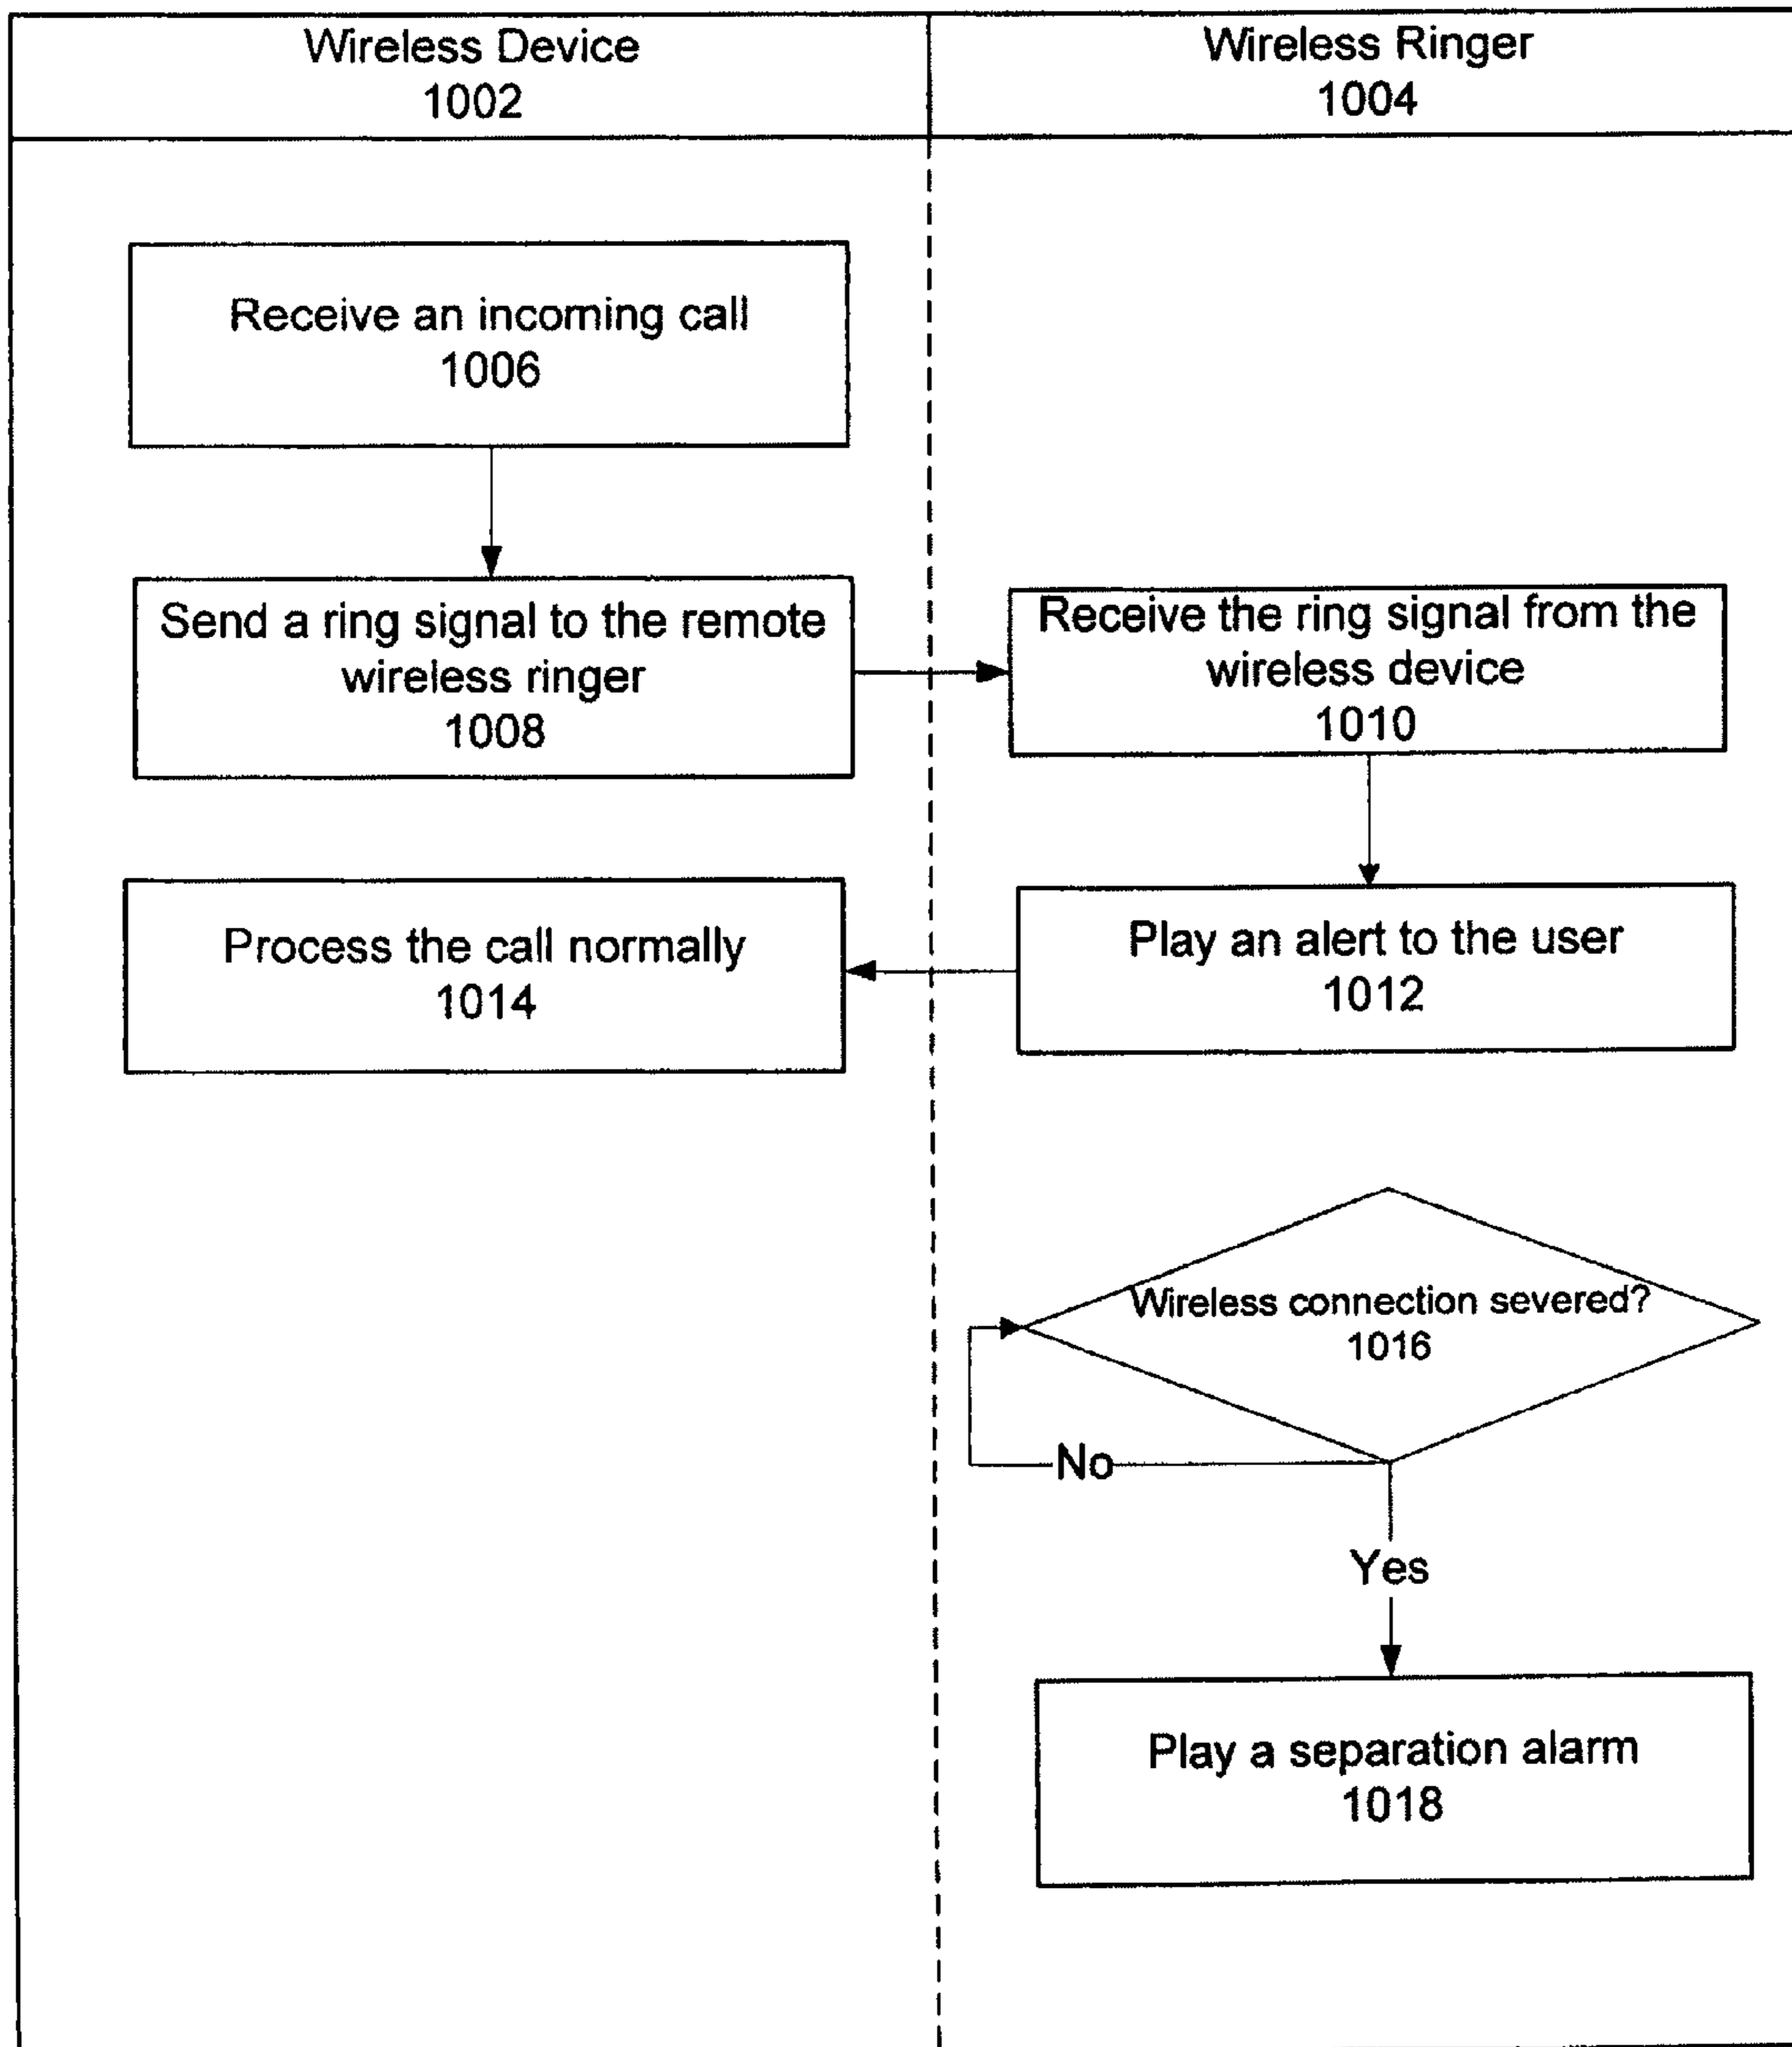 Wireless Device
1002
Wireless Ringer
1004
Receive an incoming call
1006
Send a ring signal to the remote
wireless ringer
1008
Receive the ring signal from the
wireless device
1010
Process the call normally
1014
Play an alert to the user
1012
Wireless connection severed?
1016
No
Yes
Play a separation alarm
1018